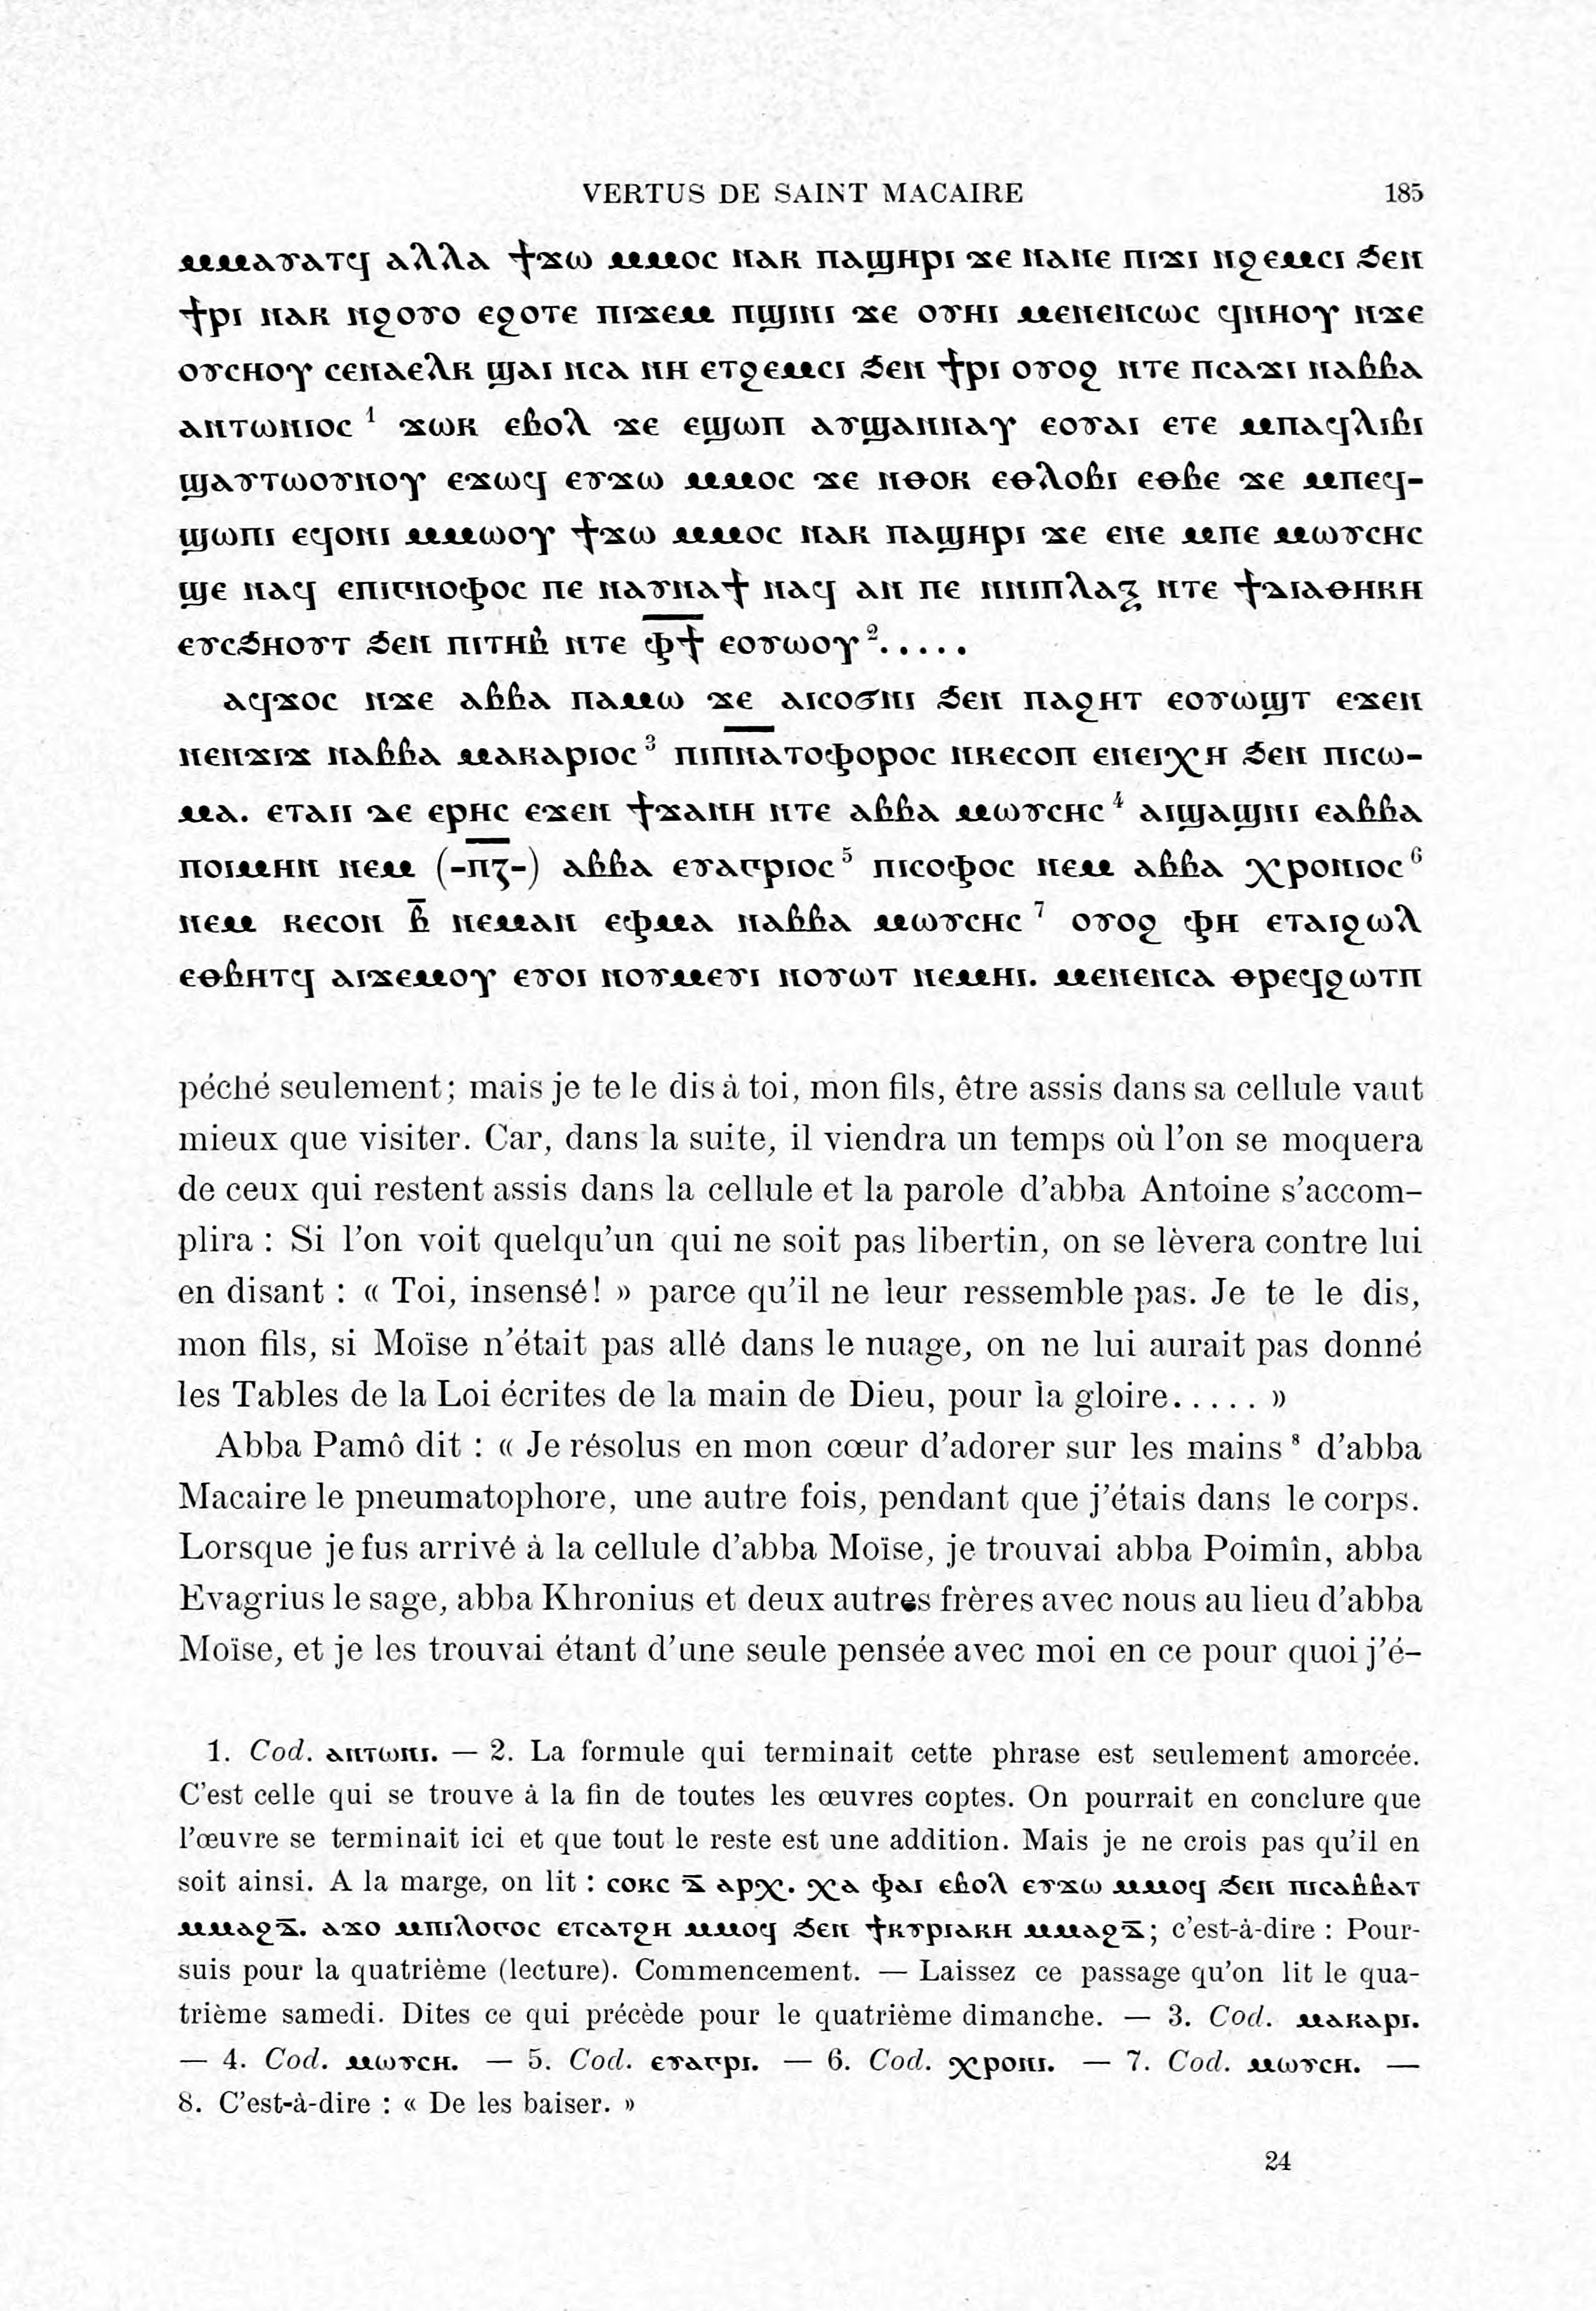 VERTUS DE SAINT MACAIRE 185
ⲙⲙⲁⲩⲁⲧϥ ⲁⲗⲗⲁ ϯϫⲱ ⲙⲙⲟⲥ ⲛⲁⲕ ⲡⲁϣⲏⲣⲓ ϫⲉ ⲛⲁⲛⲉ ⲡⲓϫⲓ ⲛϩⲉⲙⲥⲓ ϧⲉⲛ
ϯⲣⲓ ⲛⲁⲕ ⲛϩⲟⲩⲟ ⲉϩⲟⲧⲉ ⲡⲓϫⲉⲙ ⲡϣⲓⲛⲓ ϫⲉ ⲟⲩⲏⲓ ⲙⲉⲛⲉⲛⲥⲱⲥ ϥⲛⲏⲟⲩ ⲛϫⲉ
ⲟⲩⲥⲏⲟⲩ ⲥⲉⲛⲁⲉⲗⲕ ϣⲁⲓ ⲛⲥⲁ ⲛⲏ ⲉⲧϩⲉⲙⲥⲓ ϧⲉⲛ ϯⲣⲓ ⲟⲩⲟϩ ⲛⲧⲉ ⲡⲥⲁϫⲓ ⲛⲁⲃⲃⲁ
ⲁⲛⲧⲱⲛⲓⲟⲥ ¹ ϫⲱⲕ ⲉⲃⲟⲗ ϫⲉ ⲉϣⲱⲡ ⲁⲩϣⲁⲛⲛⲁⲩ ⲉⲟⲩⲁⲓ ⲉⲧⲉ ⲙⲡⲁϥⲗⲓⲃⲓ
ϣⲁⲩⲧⲱⲟⲩⲛⲟⲩ ⲉϫⲱϥ ⲉⲩϫⲱ ⲙⲙⲟⲥ ϫⲉ ⲛⲑⲟⲕ ⲉⲑⲗⲟⲃⲓ ⲉⲑⲃⲉ ϫⲉ ⲙⲡⲉϥ-
ϣⲱⲡⲓ ⲉϥⲟⲛⲓ ⲙⲙⲱⲟⲩ ϯϫⲱ ⲙⲙⲟⲥ ⲛⲁⲕ ⲡⲁϣⲏⲣⲓ ϫⲉ ⲉⲛⲉ ⲙⲡⲉ ⲙⲱⲩⲥⲏⲥ
ϣⲉ ⲛⲁϥ ⲉⲡⲓⲅⲛⲟⲫⲟⲥ ⲡⲉ ⲛⲁⲩⲛⲁϯ ⲛⲁϥ ⲁⲛ ⲡⲉ ⲛⲛⲓⲡⲗⲁⲝ ⲛⲧⲉ ϯⲇⲓⲁⲑⲏⲕⲏ
ⲉⲩⲥϧⲏⲟⲩⲧ ϧⲉⲛ ⲡⲓⲧⲏⲃ̀ ⲛⲧⲉ ⲫ̅ϯ̅ ⲉⲟⲩⲱⲟⲩ ².....
ⲁϥϫⲟⲥ ⲛϫⲉ ⲁⲃⲃⲁ ⲡⲁⲙⲱ ϫⲉ ⲁⲓⲥⲟϭⲛⲓ ϧⲉⲛ ⲡⲁϩⲏⲧ ⲉⲟⲩⲱϣⲧ ⲉϫⲉⲛ
ⲛⲉⲛϫⲓϫ ⲛⲁⲃⲃⲁ ⲙⲁⲕⲁⲣⲓⲟⲥ ³ ⲡⲓⲡⲛ̅ⲁ̅ⲧⲟⲫⲟⲣⲟⲥ ⲛⲕⲉⲥⲟⲡ ⲉⲛⲉⲓⲭⲏ ϧⲉⲛ ⲡⲓⲥⲱ-
ⲙⲁ. ⲉⲧⲁⲓⲓ ⲇⲉ ⲉⲣⲏⲥ ⲉϫⲉⲛ ϯϫⲁⲛⲏ ⲛⲧⲉ ⲁⲃⲃⲁ ⲙⲱⲩⲥⲏⲥ ⁴ ⲁⲓϣⲁϣⲛⲓ ⲉⲁⲃⲃⲁ
ⲡⲟⲓⲙⲏⲛ ⲛⲉⲙ (-ⲡ̅ⲍ̅-) ⲁⲃⲃⲁ ⲉⲩⲁⲅⲣⲓⲟⲥ ⁵ ⲡⲓⲥⲟⲫⲟⲥ ⲛⲉⲙ ⲁⲃⲃⲁ ⲭⲣⲟⲛⲓⲟⲥ ⁶
ⲛⲉⲙ ⲕⲉⲥⲟⲛ ⲃ̅ ⲛⲉⲙⲁⲛ ⲉⲫⲙⲁ ⲛⲁⲃⲃⲁ ⲙⲱⲩⲥⲏⲥ ⁷ ⲟⲩⲟϩ ⲫⲏ ⲉⲧⲁⲓϩⲱⲗ
ⲉⲑⲃⲏⲧϥ ⲁⲓϫⲉⲙⲟⲩ ⲉⲩⲟⲓ ⲛⲟⲩⲙⲉⲩⲓ ⲛⲟⲩⲱⲧ ⲛⲉⲙⲏⲓ. ⲙⲉⲛⲉⲛⲥⲁ ⲑⲣⲉϥϩⲱⲧⲡ
péché seulement; mais je te le dis à toi, mon fils, être assis dans sa cellule vaut
mieux que visiter. Car, dans la suite, il viendra un temps où l'on se moquera
de ceux qui restent assis dans la cellule et la parole d'abba Antoine s'accom-
plira : Si l'on voit quelqu'un qui ne soit pas libertin, on se lèvera contre lui
en disant : « Toi, insensé! » parce qu'il ne leur ressemble pas. Je te le dis,
mon fils, si Moïse n'était pas allé dans le nuage, on ne lui aurait pas donné
les Tables de la Loi écrites de la main de Dieu, pour la gloire..... »
Abba Pamô dit : « Je résolus en mon cœur d'adorer sur les mains ⁸ d'abba
Macaire le pneumatophore, une autre fois, pendant que j'étais dans le corps.
Lorsque je fus arrivé à la cellule d'abba Moïse, je trouvai abba Poimîn, abba
Evagrius le sage, abba Khronius et deux autres frères avec nous au lieu d'abba
Moïse, et je les trouvai étant d'une seule pensée avec moi en ce pour quoi j'é-
1. Cod. ⲁⲛⲧⲱⲛⲓ. — 2. La formule qui terminait cette phrase est seulement amorcée.
C'est celle qui se trouve à la fin de toutes les œuvres coptes. On pourrait en conclure que
l'œuvre se terminait ici et que tout le reste est une addition. Mais je ne crois pas qu'il en
soit ainsi. A la marge, on lit : ⲥⲟⲕⲥ ⲇ̅ ⲁⲣⲭ. ⲭⲁ ⲫⲁⲓ ⲉⲃⲟⲗ ⲉⲩϫⲱ ⲙⲙⲟϥ ϧⲉⲛ ⲡⲓⲥⲁⲃⲃⲁⲧ
ⲙⲙⲁϩⲇ̅. ⲁϫⲟ ⲙⲡⲓⲗⲟⲅⲟⲥ ⲉⲧⲥⲁⲧϩⲏ ⲙⲙⲟϥ ϧⲉⲛ ϯⲕⲩⲣⲓⲁⲕⲏ ⲙⲙⲁϩⲇ̅; c'est-à-dire : Pour-
suis pour la quatrième (lecture). Commencement. — Laissez ce passage qu'on lit le qua-
trième samedi. Dites ce qui précède pour le quatrième dimanche. — 3. Cod. ⲙⲁⲕⲁⲣⲓ.
— 4. Cod. ⲙⲱⲩⲥⲏ. — 5. Cod. ⲉⲩⲁⲅⲣⲓ. — 6. Cod. ⲭⲣⲟⲛⲓ. — 7. Cod. ⲙⲱⲩⲥⲏ. —
8. C'est-à-dire : « De les baiser. »
24